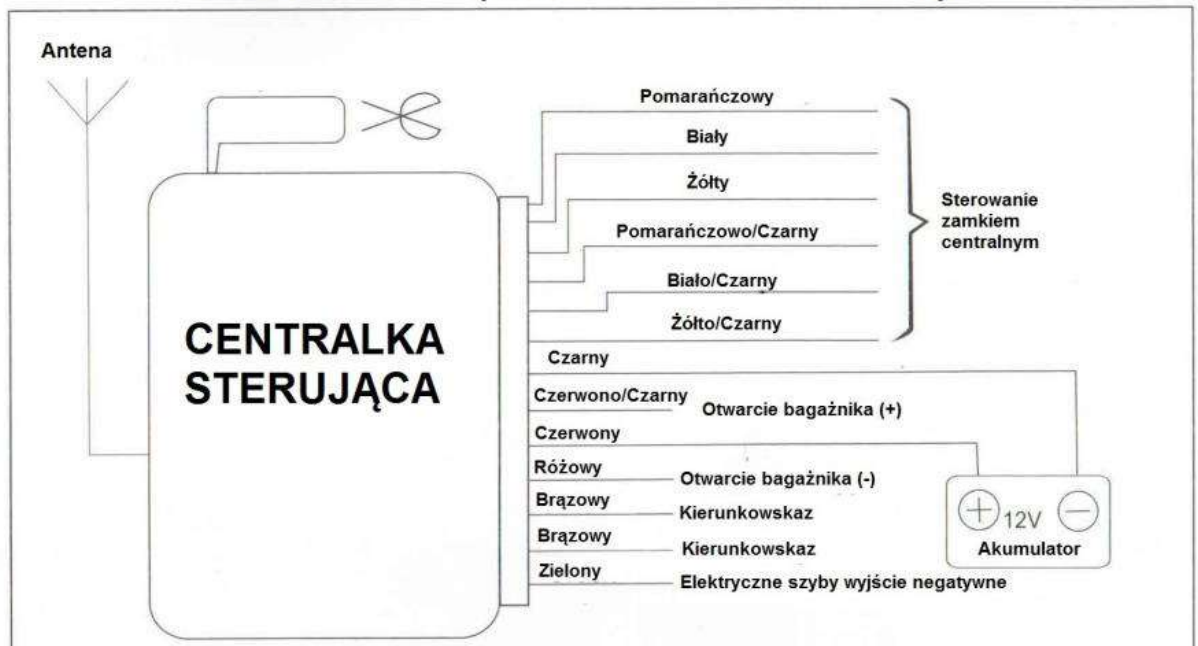 Antena
Pomarańczowy
Biały
Żółty
Pomarańczowo/Czarny
Biało/Czarny
Żółto/Czarny
Sterowanie
zamkiem
centralnym
CENTRALKA
STERUJĄCA
Czarny
Czerwono/Czarny
Otwarcie bagażnika (+)
Czerwony
Różowy
Otwarcie bagażnika (-)
Brązowy
Kierunkowskaz
Brązowy
Kierunkowskaz
Zielony
Elektryczne szyby wyjście negatywne
+ 12V -
Akumulator